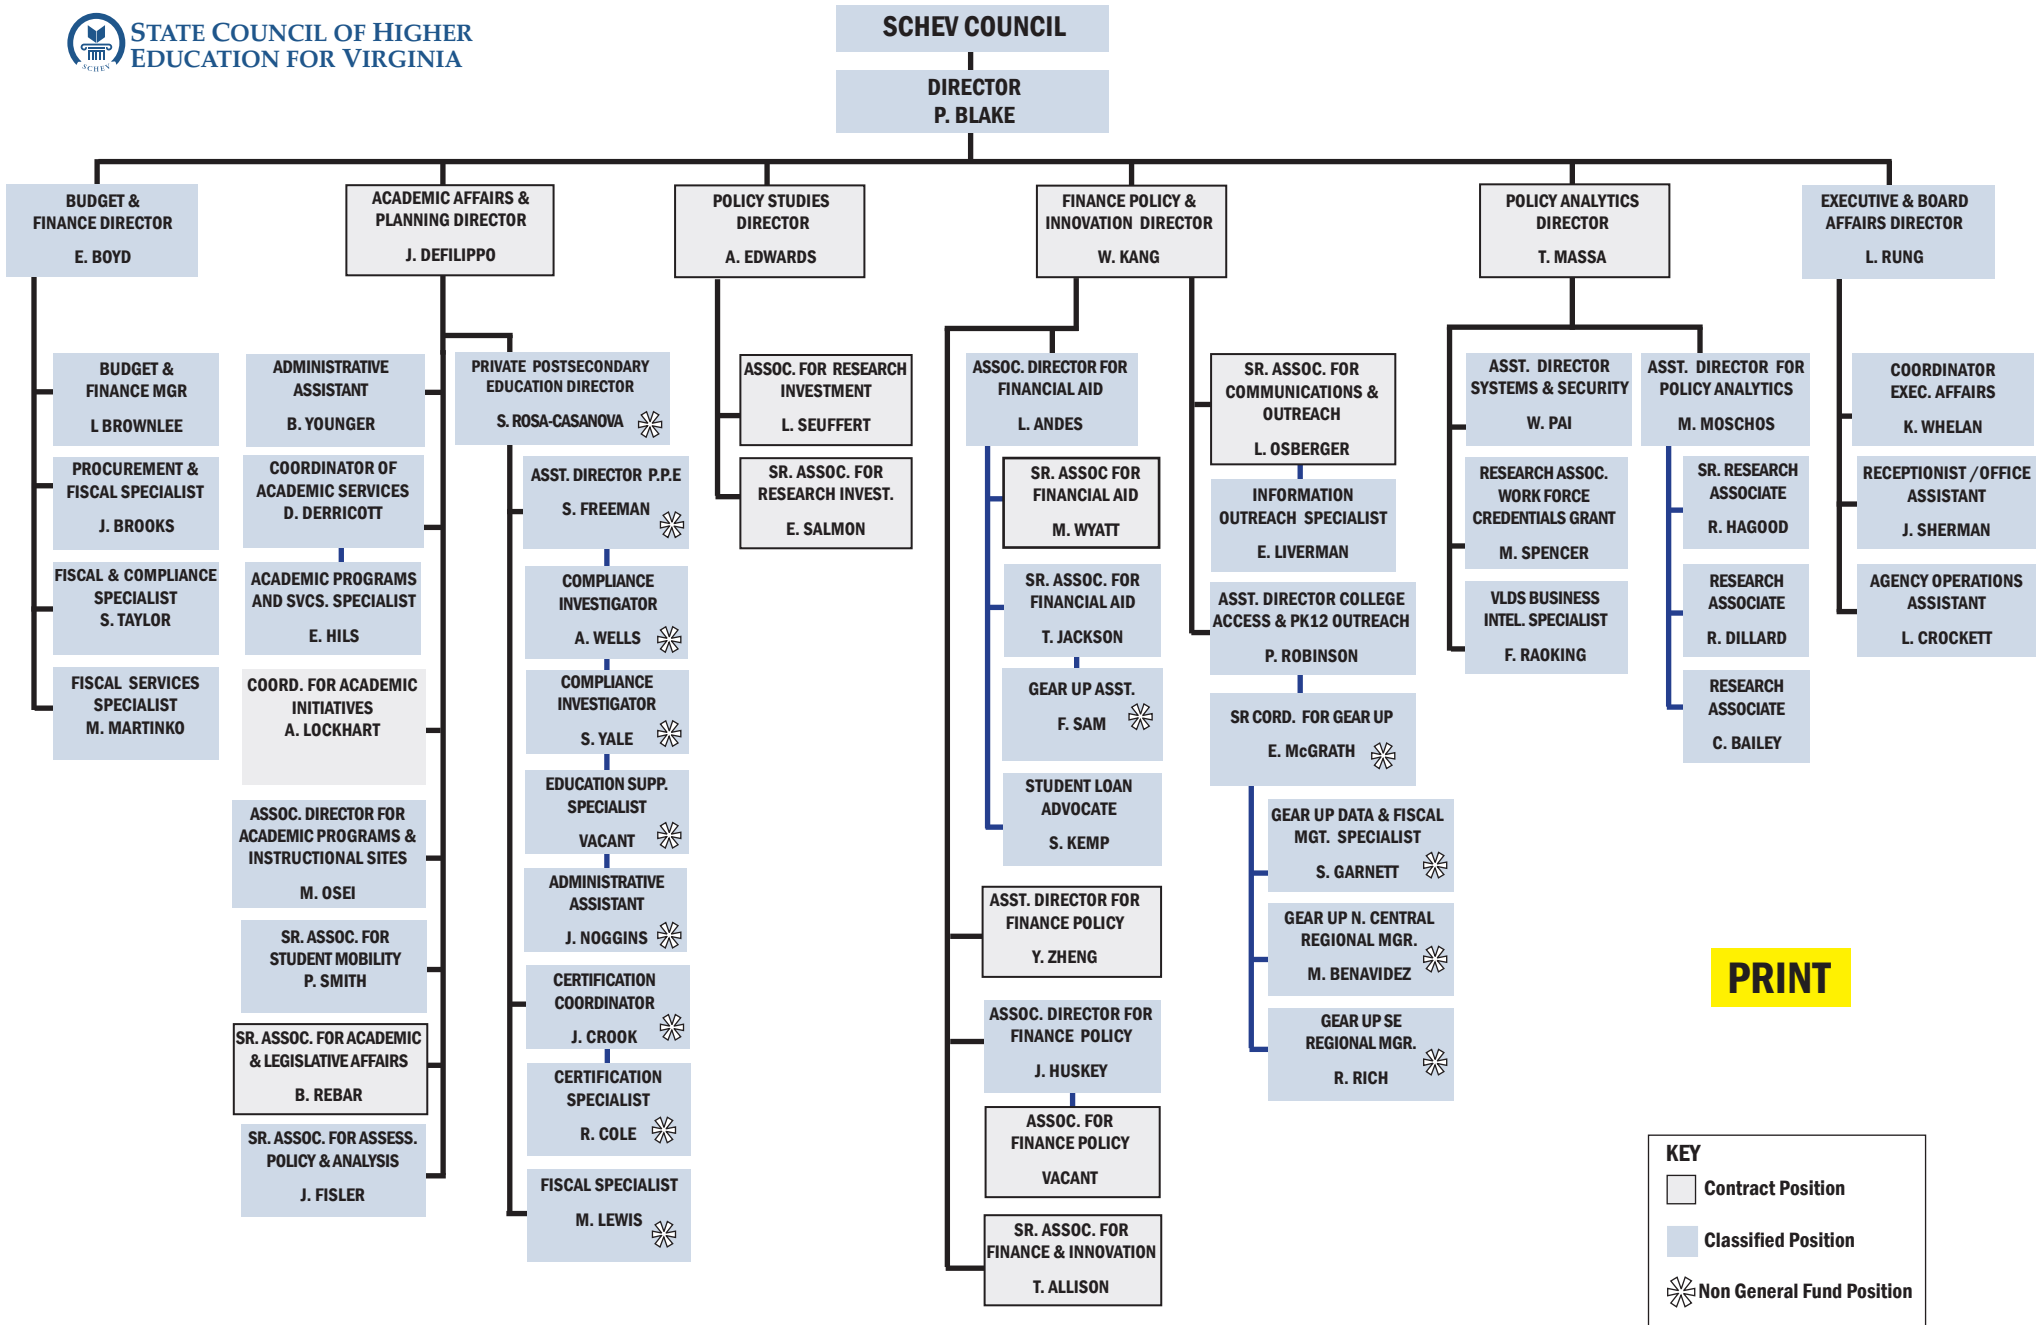 STATE COUNCIL OF HIGHER
EDUCATION FOR VIRGINIA
SCHEV
SCHEV COUNCIL
DIRECTOR
P. BLAKE
BUDGET &
FINANCE DIRECTOR
E. BOYD
BUDGET &
FINANCE MGR
L BROWNLEE
PROCUREMENT &
FISCAL SPECIALIST
J. BROOKS
FISCAL & COMPLIANCE
SPECIALIST
S. TAYLOR
FISCAL SERVICES
SPECIALIST
M. MARTINKO
ACADEMIC AFFAIRS &
PLANNING DIRECTOR
J. DEFILIPPO
ADMINISTRATIVE
ASSISTANT
B. YOUNGER
COORDINATOR OF
ACADEMIC SERVICES
D. DERRICOTT
ACADEMIC PROGRAMS
AND SVCS. SPECIALIST
E. HILS
COORD. FOR ACADEMIC
INITIATIVES
A. LOCKHART
ASSOC. DIRECTOR FOR
ACADEMIC PROGRAMS &
INSTRUCTIONAL SITES
M. OSEI
SR. ASSOC. FOR
STUDENT MOBILITY
P. SMITH
SR. ASSOC. FOR ACADEMIC
& LEGISLATIVE AFFAIRS
B. REBAR
SR. ASSOC. FOR ASSESS.
POLICY & ANALYSIS
J. FISLER
PRIVATE POSTSECONDARY
EDUCATION DIRECTOR
S. ROSA-CASANOVA
ASST. DIRECTOR P.P.E
S. FREEMAN
COMPLIANCE
INVESTIGATOR
A. WELLS
COMPLIANCE
INVESTIGATOR
S. YALE
EDUCATION SUPP.
SPECIALIST
VACANT
ADMINISTRATIVE
ASSISTANT
J. NOGGINS
CERTIFICATION
COORDINATOR
J. CROOK
CERTIFICATION
SPECIALIST
R. COLE
FISCAL SPECIALIST
M. LEWIS
POLICY STUDIES
DIRECTOR
A. EDWARDS
ASSOC. FOR RESEARCH
INVESTMENT
L. SEUFFERT
SR. ASSOC. FOR
RESEARCH INVEST.
E. SALMON
FINANCE POLICY &
INNOVATION DIRECTOR
W. KANG
ASSOC. DIRECTOR FOR
FINANCIAL AID
L. ANDES
SR. ASSOC FOR
FINANCIAL AID
M. WYATT
SR. ASSOC. FOR
FINANCIAL AID
T. JACKSON
GEAR UP ASST.
F. SAM
STUDENT LOAN
ADVOCATE
S. KEMP
ASST. DIRECTOR FOR
FINANCE POLICY
Y. ZHENG
ASSOC. DIRECTOR FOR
FINANCE POLICY
J. HUSKEY
ASSOC. FOR
FINANCE POLICY
VACANT
SR. ASSOC. FOR
FINANCE & INNOVATION
T. ALLISON
SR. ASSOC. FOR
COMMUNICATIONS &
OUTREACH
L. OSBERGER
INFORMATION
OUTREACH SPECIALIST
E. LIVERMAN
ASST. DIRECTOR COLLEGE
ACCESS & PK12 OUTREACH
P. ROBINSON
SR CORD. FOR GEAR UP
E. McGRATH
GEAR UP DATA & FISCAL
MGT. SPECIALIST
S. GARNETT
GEAR UP N. CENTRAL
REGIONAL MGR.
M. BENAVIDEZ
GEAR UP SE
REGIONAL MGR.
R. RICH
POLICY ANALYTICS
DIRECTOR
T. MASSA
ASST. DIRECTOR
SYSTEMS & SECURITY
W. PAI
RESEARCH ASSOC.
WORK FORCE
CREDENTIALS GRANT
M. SPENCER
VLDS BUSINESS
INTEL. SPECIALIST
F. RAOKING
ASST. DIRECTOR FOR
POLICY ANALYTICS
M. MOSCHOS
SR. RESEARCH
ASSOCIATE
R. HAGOOD
RESEARCH
ASSOCIATE
R. DILLARD
RESEARCH
ASSOCIATE
C. BAILEY
EXECUTIVE & BOARD
AFFAIRS DIRECTOR
L. RUNG
COORDINATOR
EXEC. AFFAIRS
K. WHELAN
RECEPTIONIST / OFFICE
ASSISTANT
J. SHERMAN
AGENCY OPERATIONS
ASSISTANT
L. CROCKETT
PRINT
KEY
Contract Position
Classified Position
Non General Fund Position